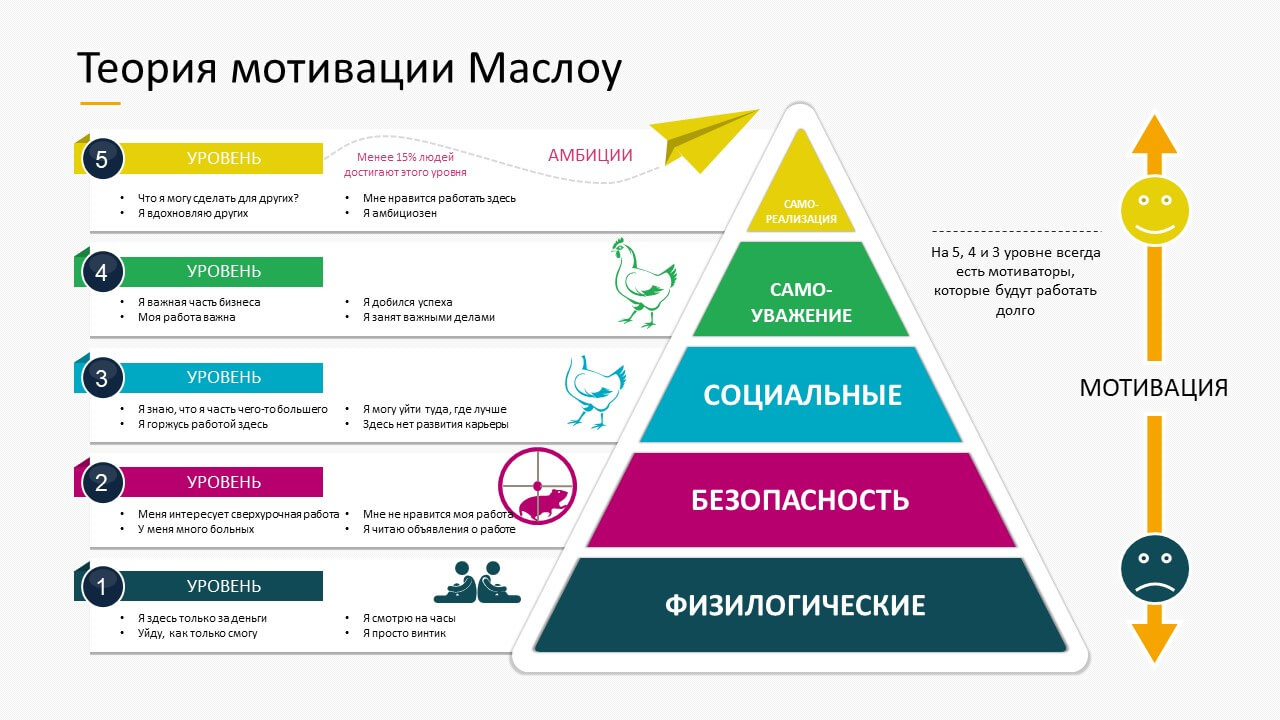 Теория мотивации Маслоу
5
УРОВЕНЬ
Менее 15% людей
достигают этого уровня
АМБИЦИИ
• Что я могу сделать для других?
• Я вдохновляю других
• Мне нравится работать здесь
• Я амбициозен
4
УРОВЕНЬ
• Я важная часть бизнеса
• Моя работа важна
• Я добился успеха
• Я занят важными делами
3
УРОВЕНЬ
• Я знаю, что я часть чего-то большего
• Я горжусь работой здесь
• Я могу уйти туда, где лучше
• Здесь нет развития карьеры
2
УРОВЕНЬ
• Меня интересует сверхурочная работа
• У меня много больных
• Мне не нравится моя работа
• Я читаю объявления о работе
1
УРОВЕНЬ
• Я здесь только за деньги
• Уйду, как только смогу
• Я смотрю на часы
• Я просто винтик
САМО-
РЕАЛИЗАЦИЯ
САМО-
УВАЖЕНИЕ
СОЦИАЛЬНЫЕ
БЕЗОПАСНОСТЬ
ФИЗИЛОГИЧЕСКИЕ
На 5, 4 и 3 уровне всегда
есть мотиваторы,
которые будут работать
долго
МОТИВАЦИЯ